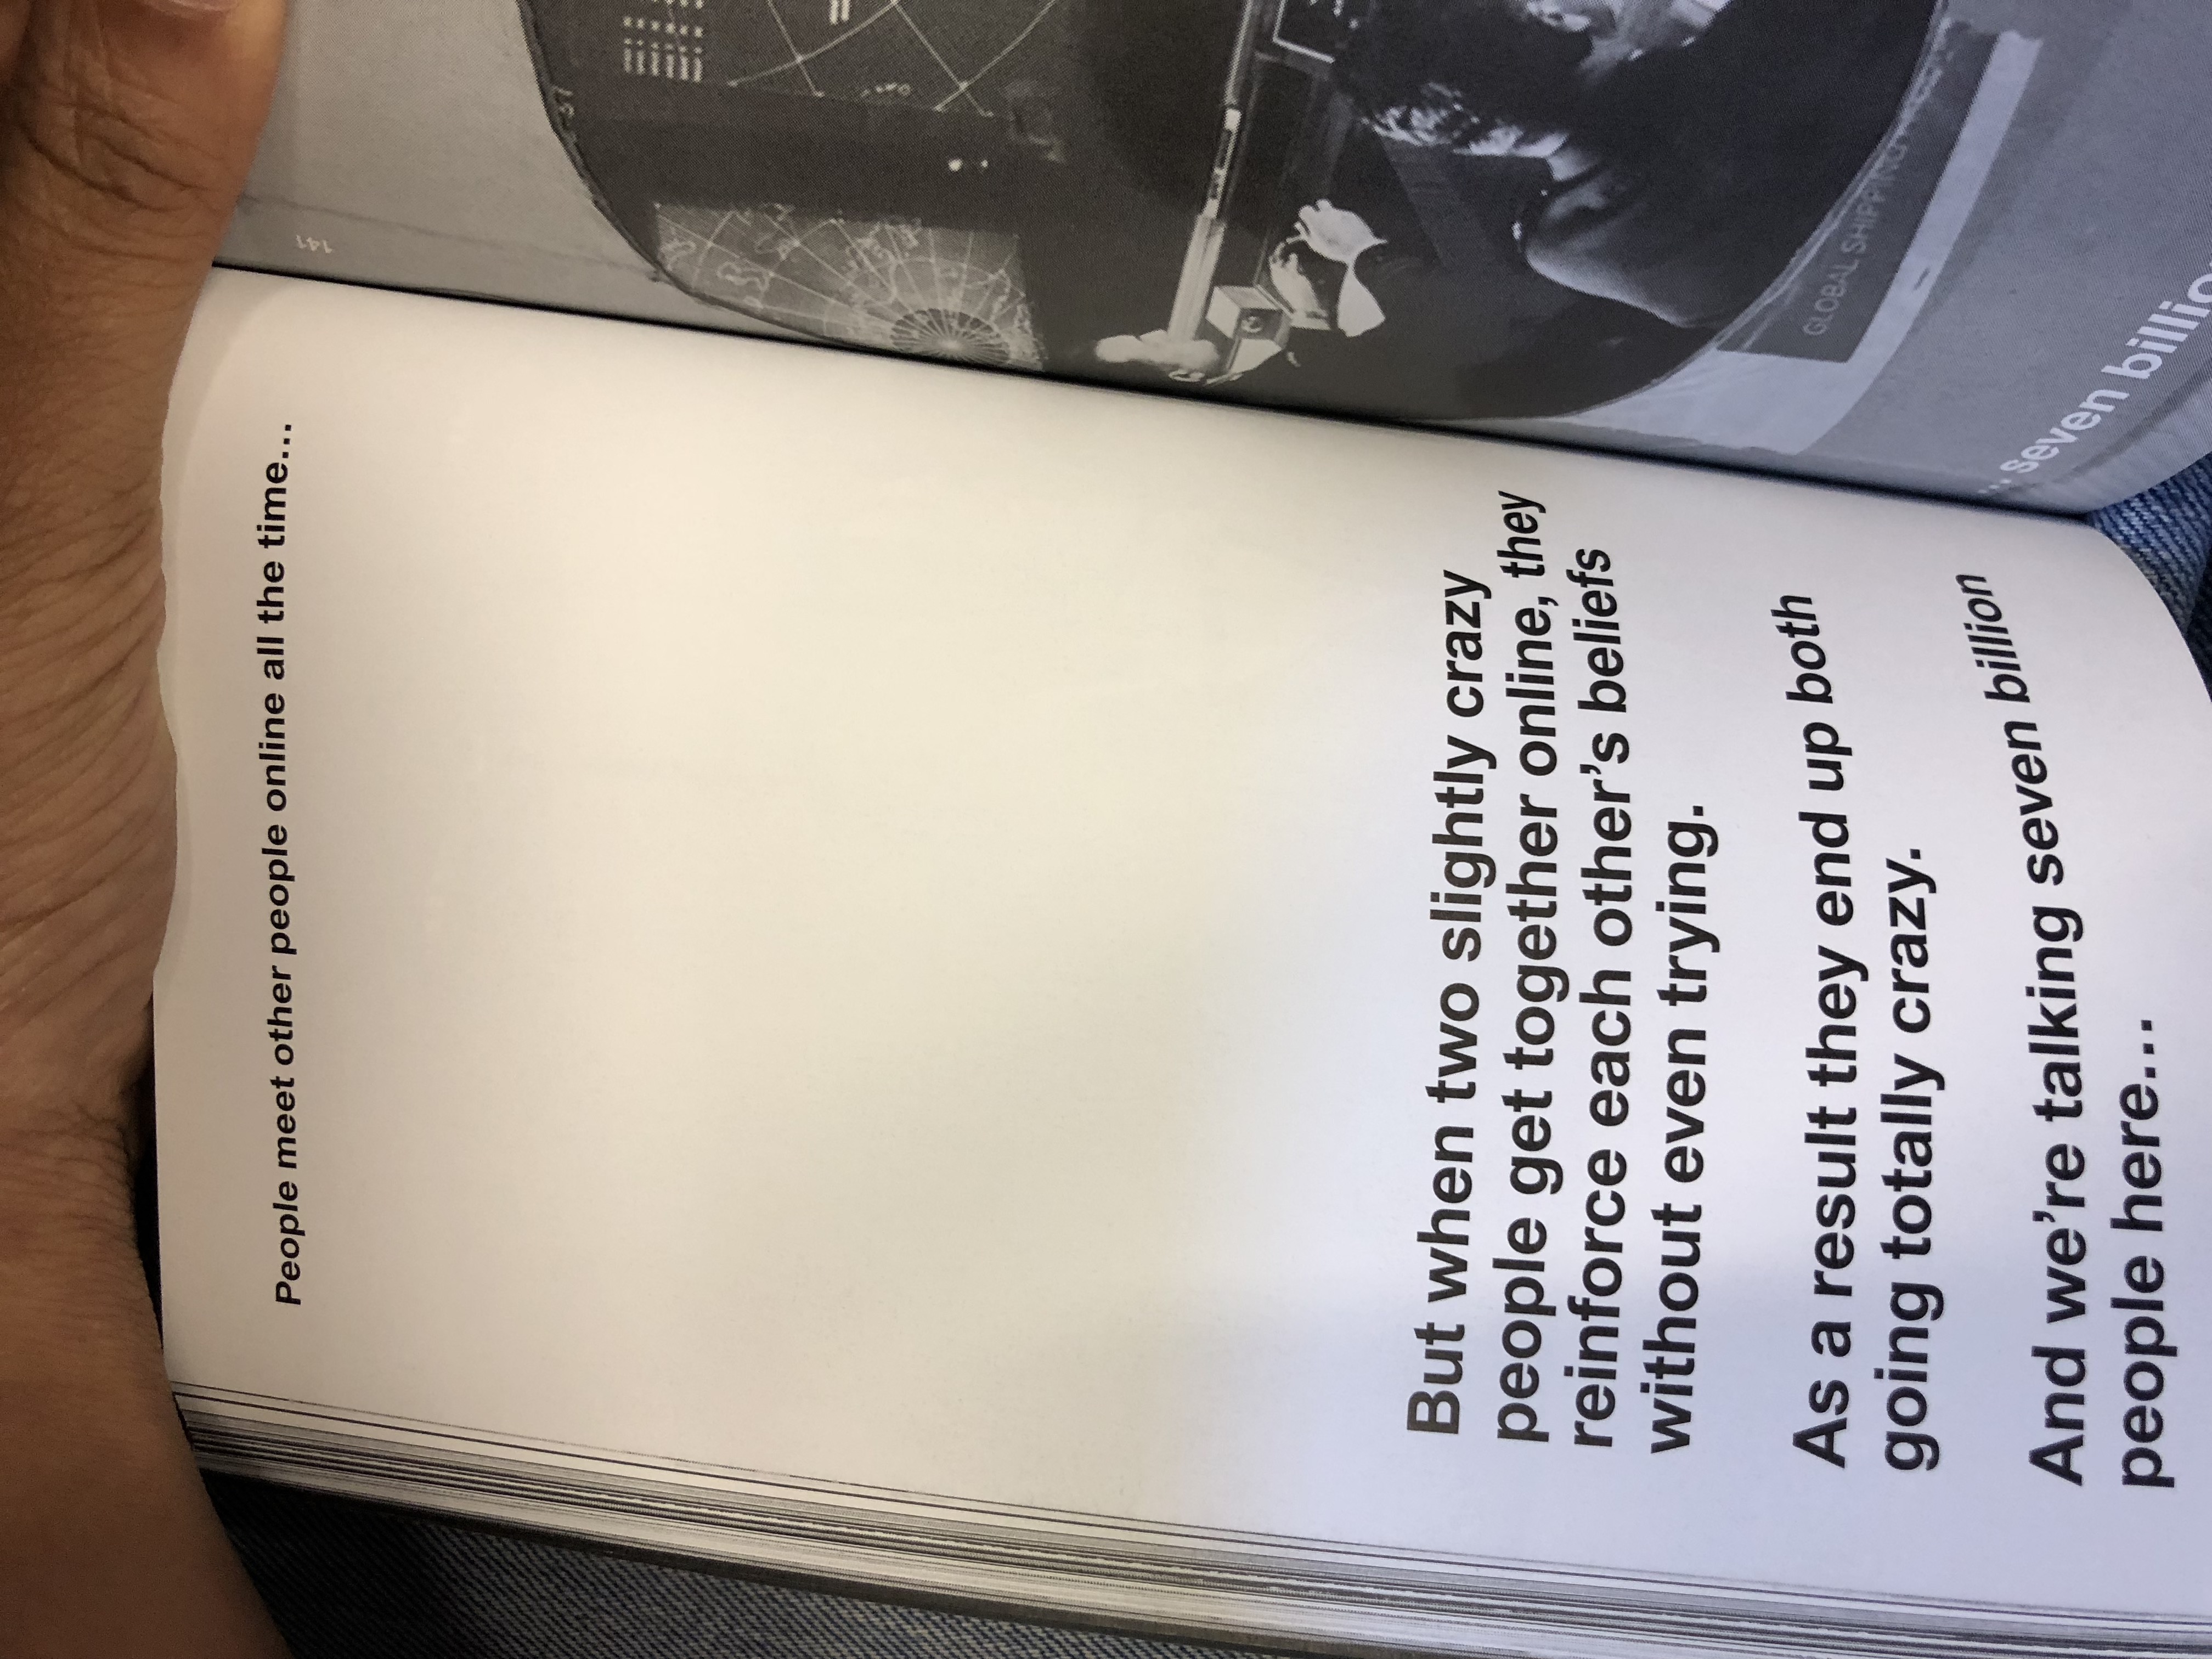 People meet other people online all the time...
But when two slightly crazy
people get together online, they
reinforce each other's beliefs
without even trying.
As a result they end up both
going totally crazy.
And we're talking seven billion
people here...
141
37
GLOBAL SHIPPING
... seven